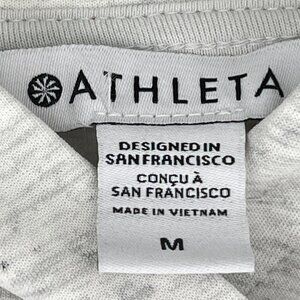 ATHLETA
DESIGNED IN
SAN FRANCISCO
CONÇU À
SAN FRANCISCO
MADE IN VIETNAM
M